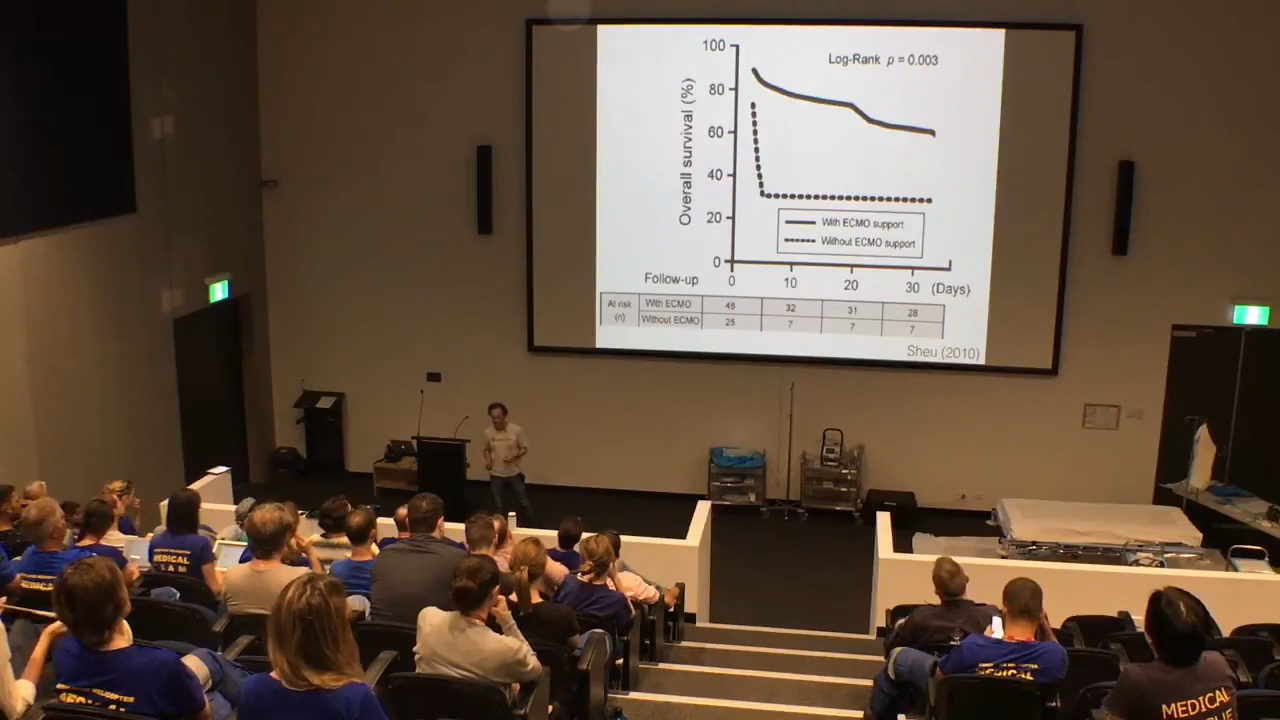 100
Log-Rank p = 0.003
80
60
40
20
0
Overall survival (%)
With ECMO support
Without ECMO support
0 10 20 30 (Days)
Follow-up
At risk (n)
With ECMO 46 32 31 28
Without ECMO 25 7 7 7
Sheu (2010)
MEDICAL
HELICOPTER
MEDICAL
MEDICAL